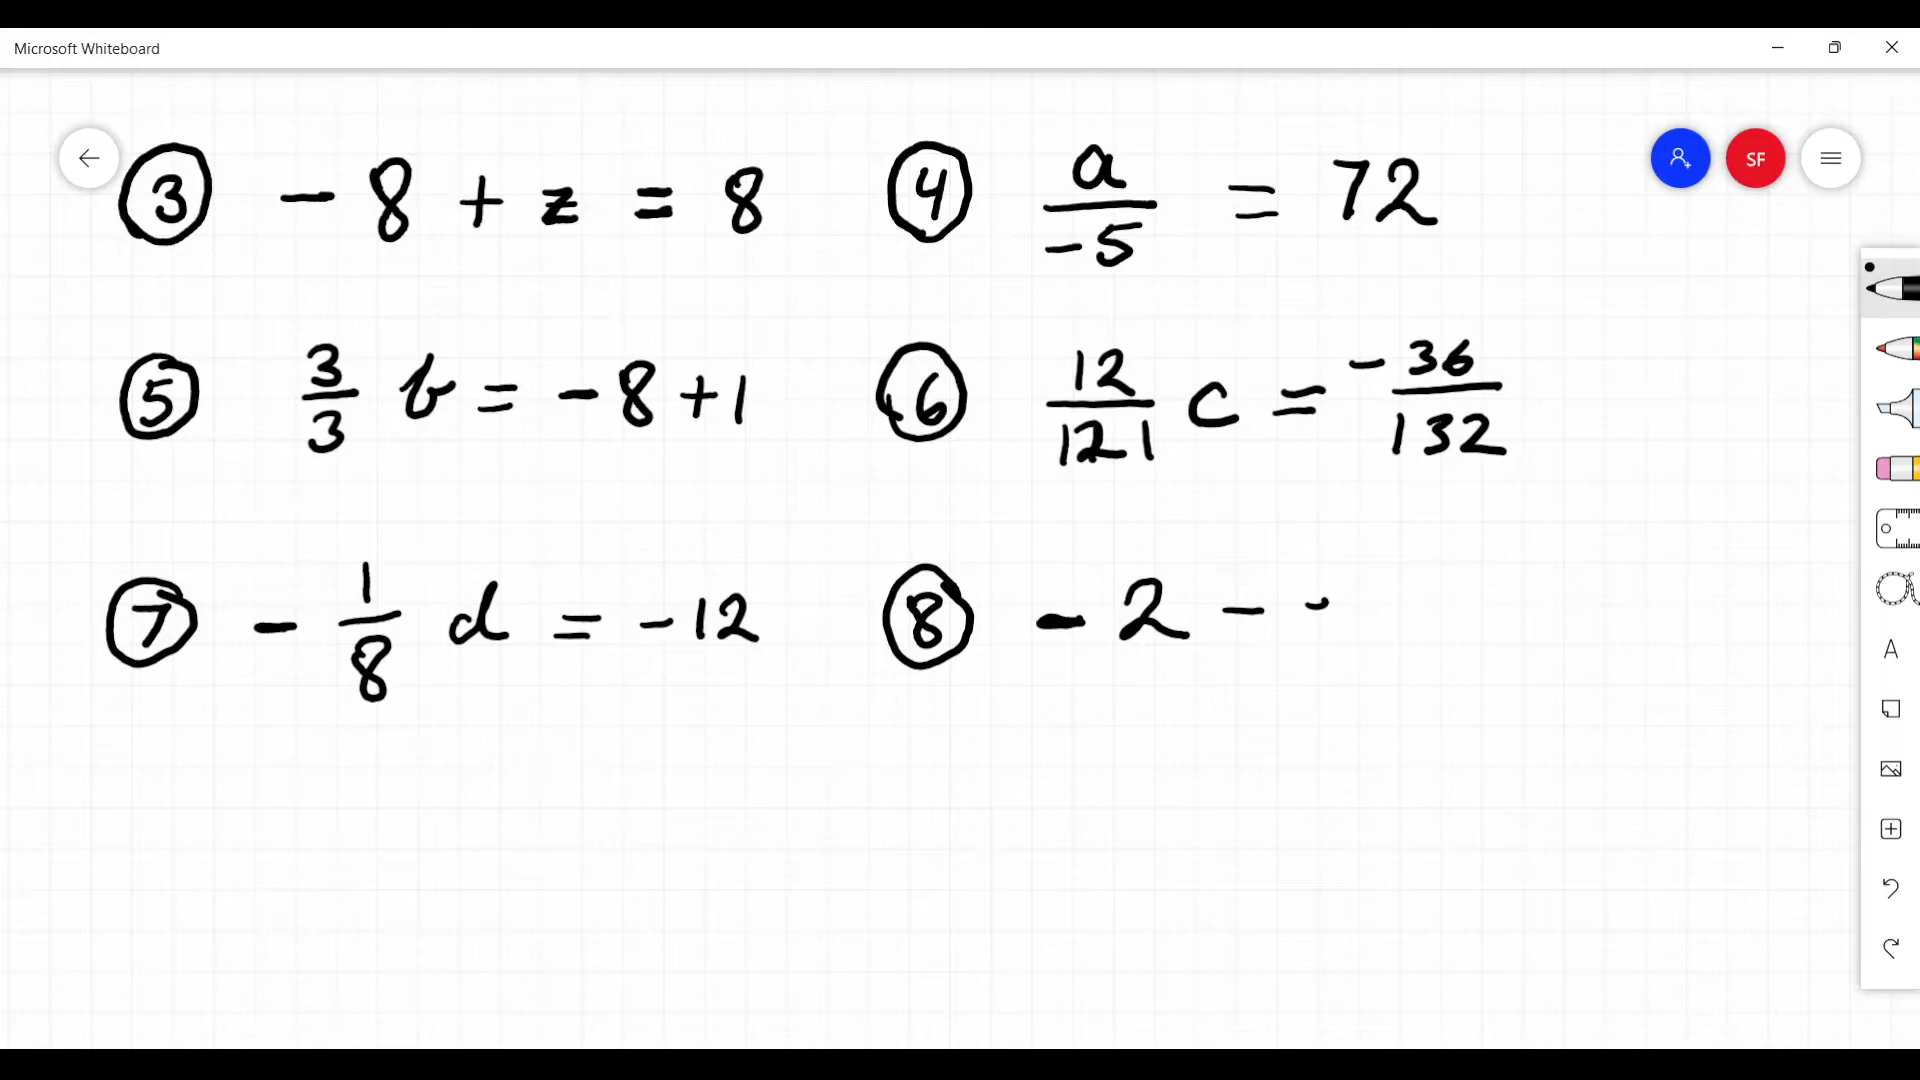 Microsoft Whiteboard
③ - 8 + z = 8
④ a/-5 = 72
SF
⑤ 3/3 b = - 8 + 1
⑥ 12/121 c = - 36/132
⑦ - 1/8 d = - 12
⑧ - 2 -
A